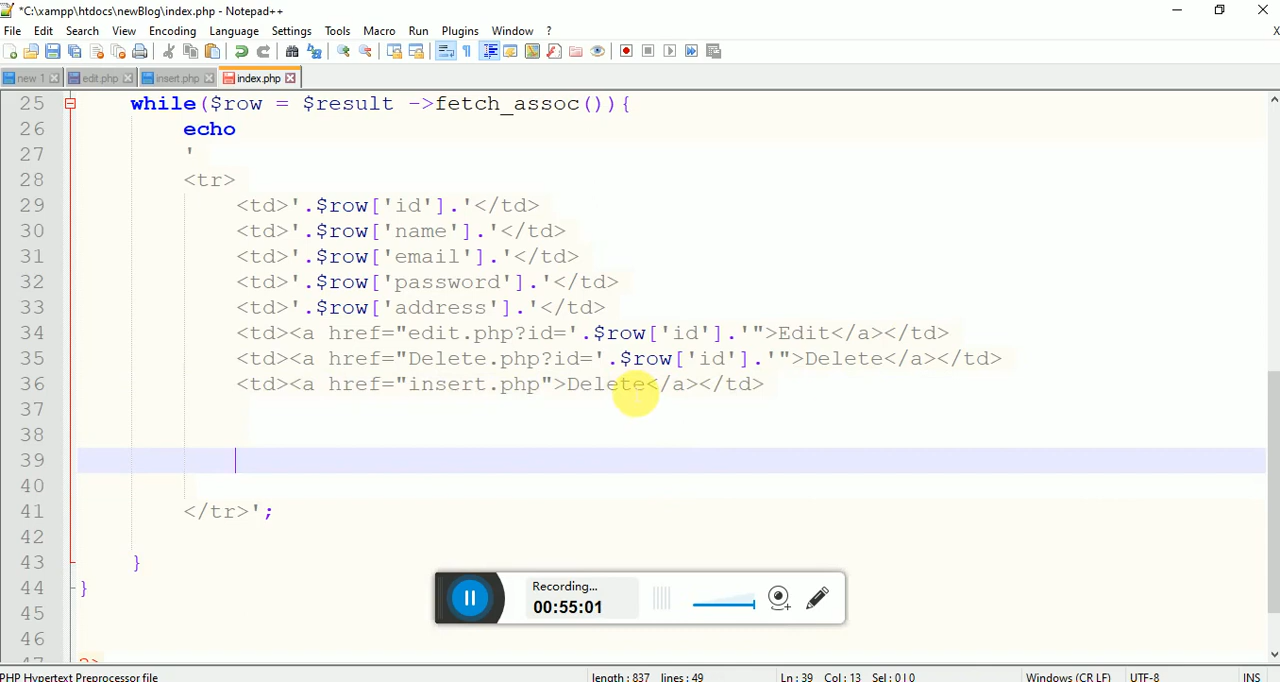 *C:\xampp\htdocs\newBlog\index.php - Notepad++
File Edit Search View Encoding Language Settings Tools Macro Run Plugins Window ? X
new 1 edit.php insert.php index.php
25 while($row = $result ->fetch_assoc()){
26 echo
27 '
28 <tr>
29 <td>'.$row['id'].'</td>
30 <td>'.$row['name'].'</td>
31 <td>'.$row['email'].'</td>
32 <td>'.$row['password'].'</td>
33 <td>'.$row['address'].'</td>
34 <td><a href="edit.php?id='.$row['id'].'">Edit</a></td>
35 <td><a href="Delete.php?id='.$row['id'].'">Delete</a></td>
36 <td><a href="insert.php">Delete</a></td>
37
38
39
40
41 </tr>';
42
43 }
44 }
45
46
47 ?>
Recording...
00:55:01
PHP Hypertext Preprocessor file length : 837 lines : 49 Ln : 39 Col : 13 Sel : 0 | 0 Windows (CR LF) UTF-8 INS